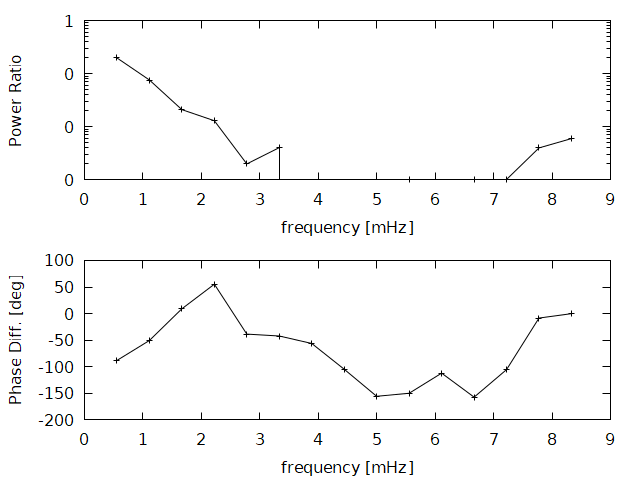 1
0
0
0
Power Ratio
0 1 2 3 4 5 6 7 8 9
frequency [mHz]
100
50
0
-50
-100
-150
-200
Phase Diff. [deg]
0 1 2 3 4 5 6 7 8 9
frequency [mHz]